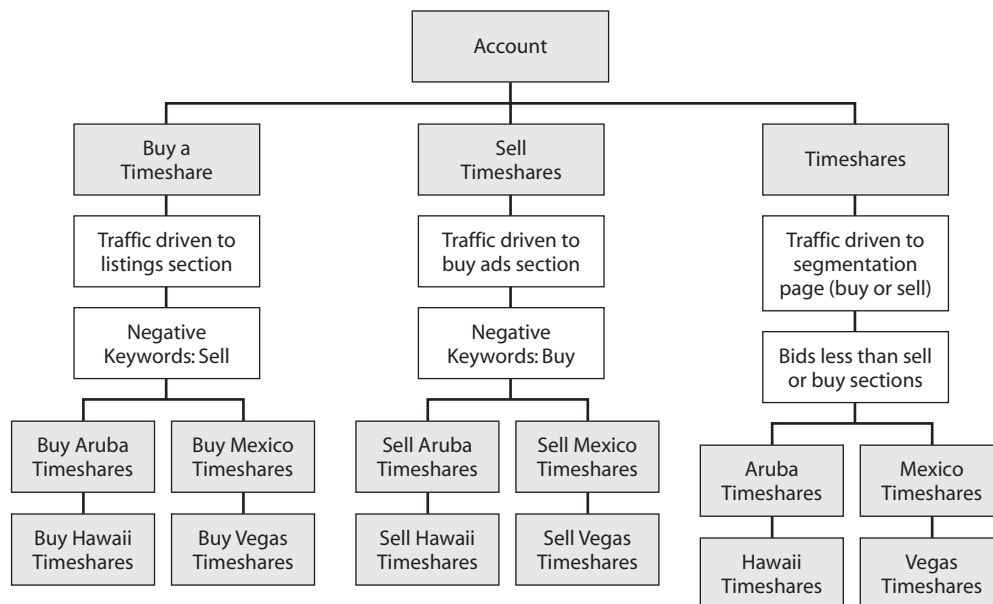 Account
Buy a
Timeshare
Sell
Timeshares
Timeshares
Traffic driven to
listings section
Traffic driven to
buy ads section
Traffic driven to
segmentation
page (buy or sell)
Negative
Keywords: Sell
Negative
Keywords: Buy
Bids less than sell
or buy sections
Buy Aruba
Timeshares
Buy Mexico
Timeshares
Sell Aruba
Timeshares
Sell Mexico
Timeshares
Aruba
Timeshares
Mexico
Timeshares
Buy Hawaii
Timeshares
Buy Vegas
Timeshares
Sell Hawaii
Timeshares
Sell Vegas
Timeshares
Hawaii
Timeshares
Vegas
Timeshares